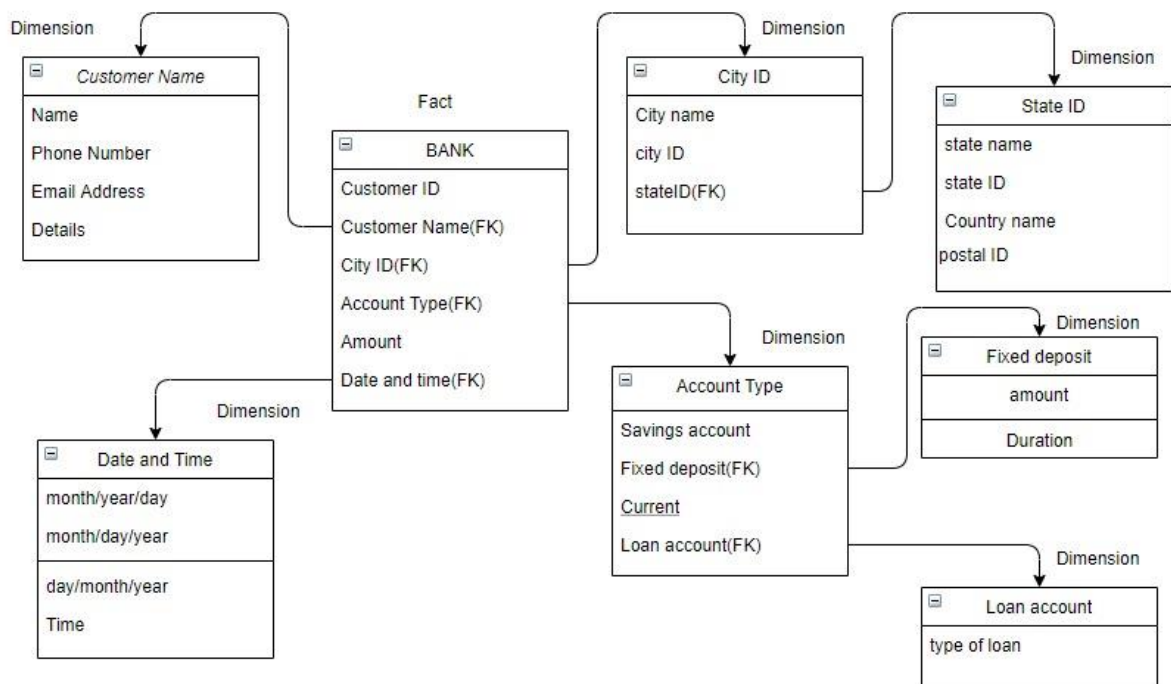 Dimension
Customer Name
Name
Phone Number
Email Address
Details
Fact
BANK
Customer ID
Customer Name(FK)
City ID(FK)
Account Type(FK)
Amount
Date and time(FK)
Dimension
City ID
City name
city ID
stateID(FK)
Dimension
State ID
state name
state ID
Country name
postal ID
Dimension
Date and Time
month/year/day
month/day/year
day/month/year
Time
Dimension
Account Type
Savings account
Fixed deposit(FK)
Current
Loan account(FK)
Dimension
Fixed deposit
amount
Duration
Dimension
Loan account
type of loan